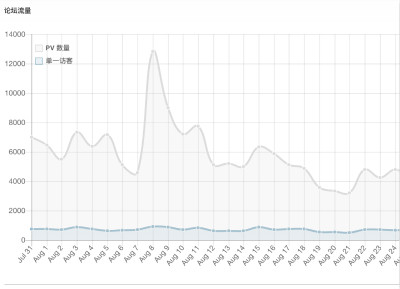 论坛流量
14000
PV 数量
单一访客
12000
10000
8000
6000
4000
2000
0
Jul 31
Aug 1
Aug 2
Aug 3
Aug 4
Aug 5
Aug 6
Aug 7
Aug 8
Aug 9
Aug 10
Aug 11
Aug 12
Aug 13
Aug 14
Aug 15
Aug 16
Aug 17
Aug 18
Aug 19
Aug 20
Aug 21
Aug 22
Aug 23
Aug 24